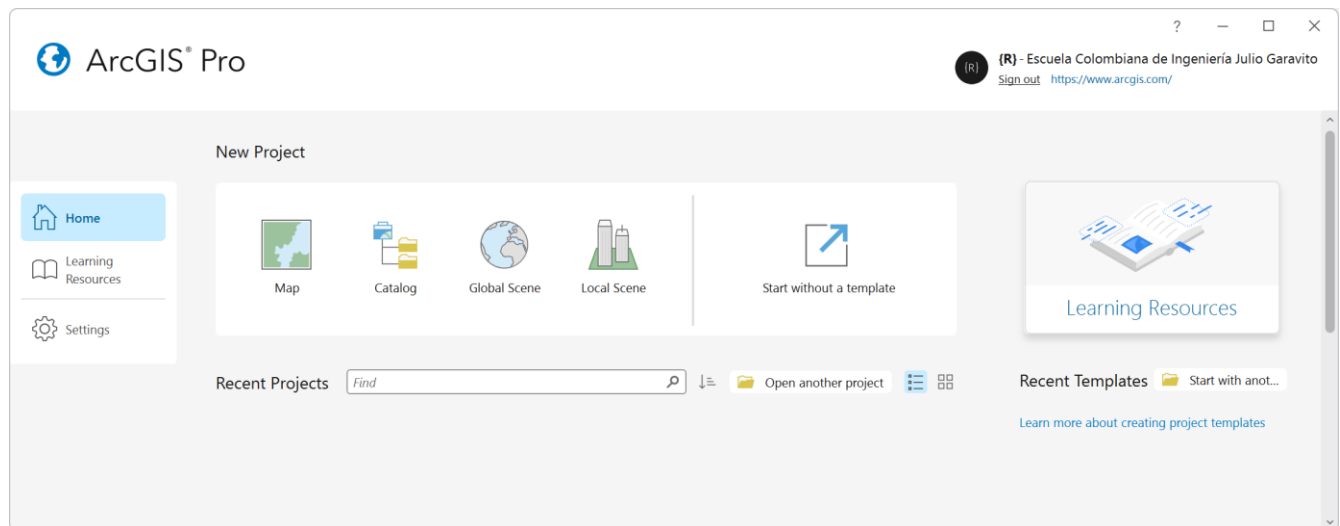 ArcGIS® Pro
?
(R)
{R} - Escuela Colombiana de Ingeniería Julio Garavito
Sign out https://www.arcgis.com/
New Project
Home
Learning
Resources
Settings
Map
Catalog
Global Scene
Local Scene
Start without a template
Learning Resources
Recent Projects
Find
Open another project
Recent Templates
Start with anot...
Learn more about creating project templates